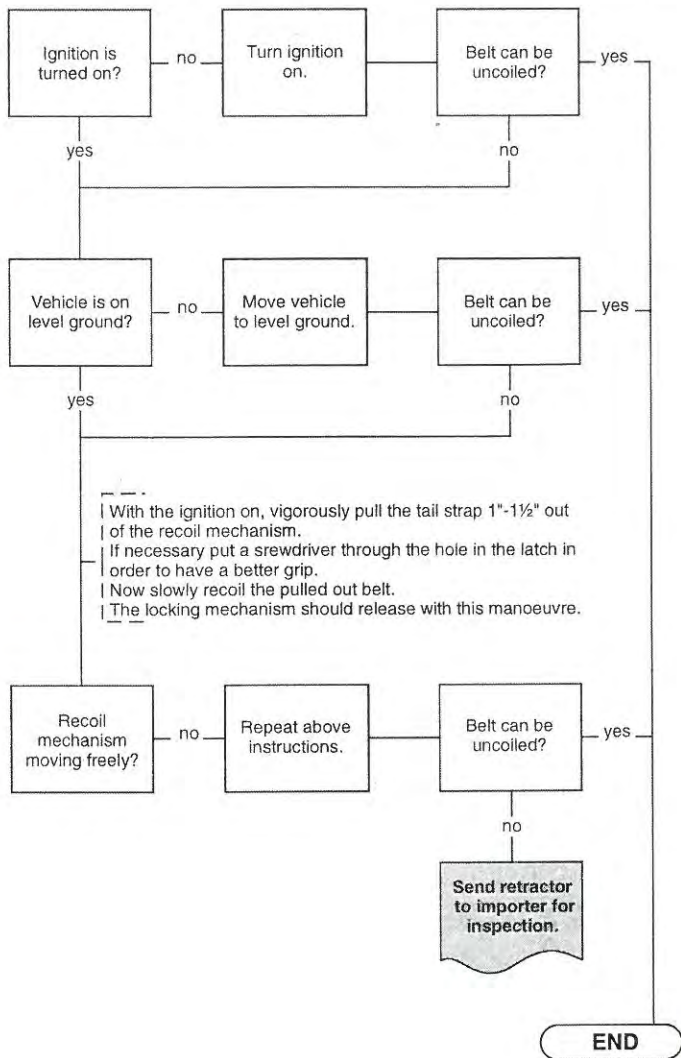 Ignition is
turned on?
no
Turn ignition
on.
Belt can be
uncoiled?
yes
yes
no
Vehicle is on
level ground?
no
Move vehicle
to level ground.
Belt can be
uncoiled?
yes
yes
no
With the ignition on, vigorously pull the tail strap 1"-1½" out
of the recoil mechanism.
If necessary put a srewdriver through the hole in the latch in
order to have a better grip.
Now slowly recoil the pulled out belt.
The locking mechanism should release with this manoeuvre.
Recoil
mechanism
moving freely?
no
Repeat above
instructions.
Belt can be
uncoiled?
yes
no
Send retractor
to importer for
inspection.
END